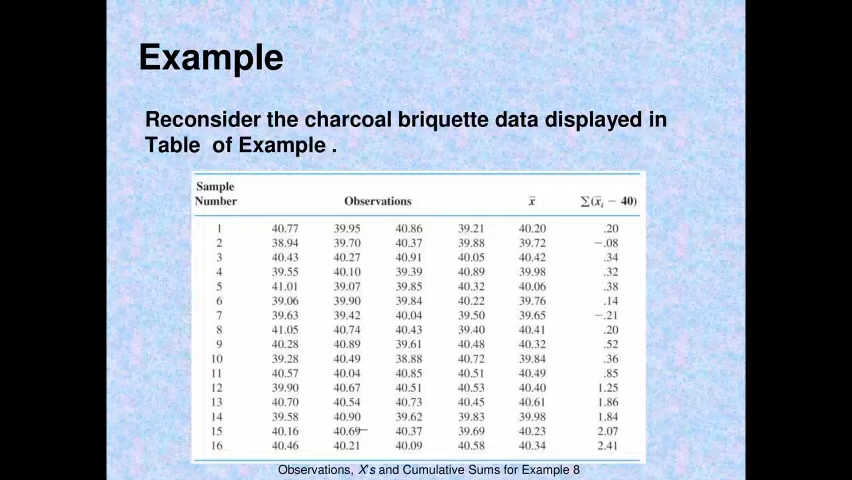 Example
Reconsider the charcoal briquette data displayed in
Table of Example .
Sample
Number Observations x̄ Σ(x̄ᵢ − 40)
1 40.77 39.95 40.86 39.21 40.20 .20
2 38.94 39.70 40.37 39.88 39.72 −.08
3 40.43 40.27 40.91 40.05 40.42 .34
4 39.55 40.10 39.39 40.89 39.98 .32
5 41.01 39.07 39.85 40.32 40.06 .38
6 39.06 39.90 39.84 40.22 39.76 .14
7 39.63 39.42 40.04 39.50 39.65 −.21
8 41.05 40.74 40.43 39.40 40.41 .20
9 40.28 40.89 39.61 40.48 40.32 .52
10 39.28 40.49 38.88 40.72 39.84 .36
11 40.57 40.04 40.85 40.51 40.49 .85
12 39.90 40.67 40.51 40.53 40.40 1.25
13 40.70 40.54 40.73 40.45 40.61 1.86
14 39.58 40.90 39.62 39.83 39.98 1.84
15 40.16 40.69 40.37 39.69 40.23 2.07
16 40.46 40.21 40.09 40.58 40.34 2.41
Observations, X's and Cumulative Sums for Example 8